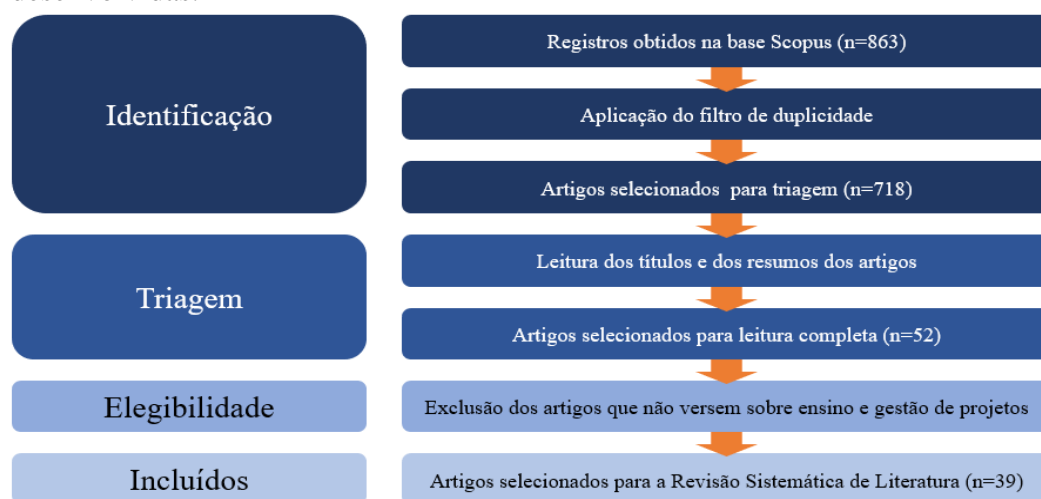 Identificação
Registros obtidos na base Scopus (n=863)
Aplicação do filtro de duplicidade
Artigos selecionados para triagem (n=718)
Triagem
Leitura dos títulos e dos resumos dos artigos
Artigos selecionados para leitura completa (n=52)
Elegibilidade
Exclusão dos artigos que não versem sobre ensino e gestão de projetos
Incluídos
Artigos selecionados para a Revisão Sistemática de Literatura (n=39)